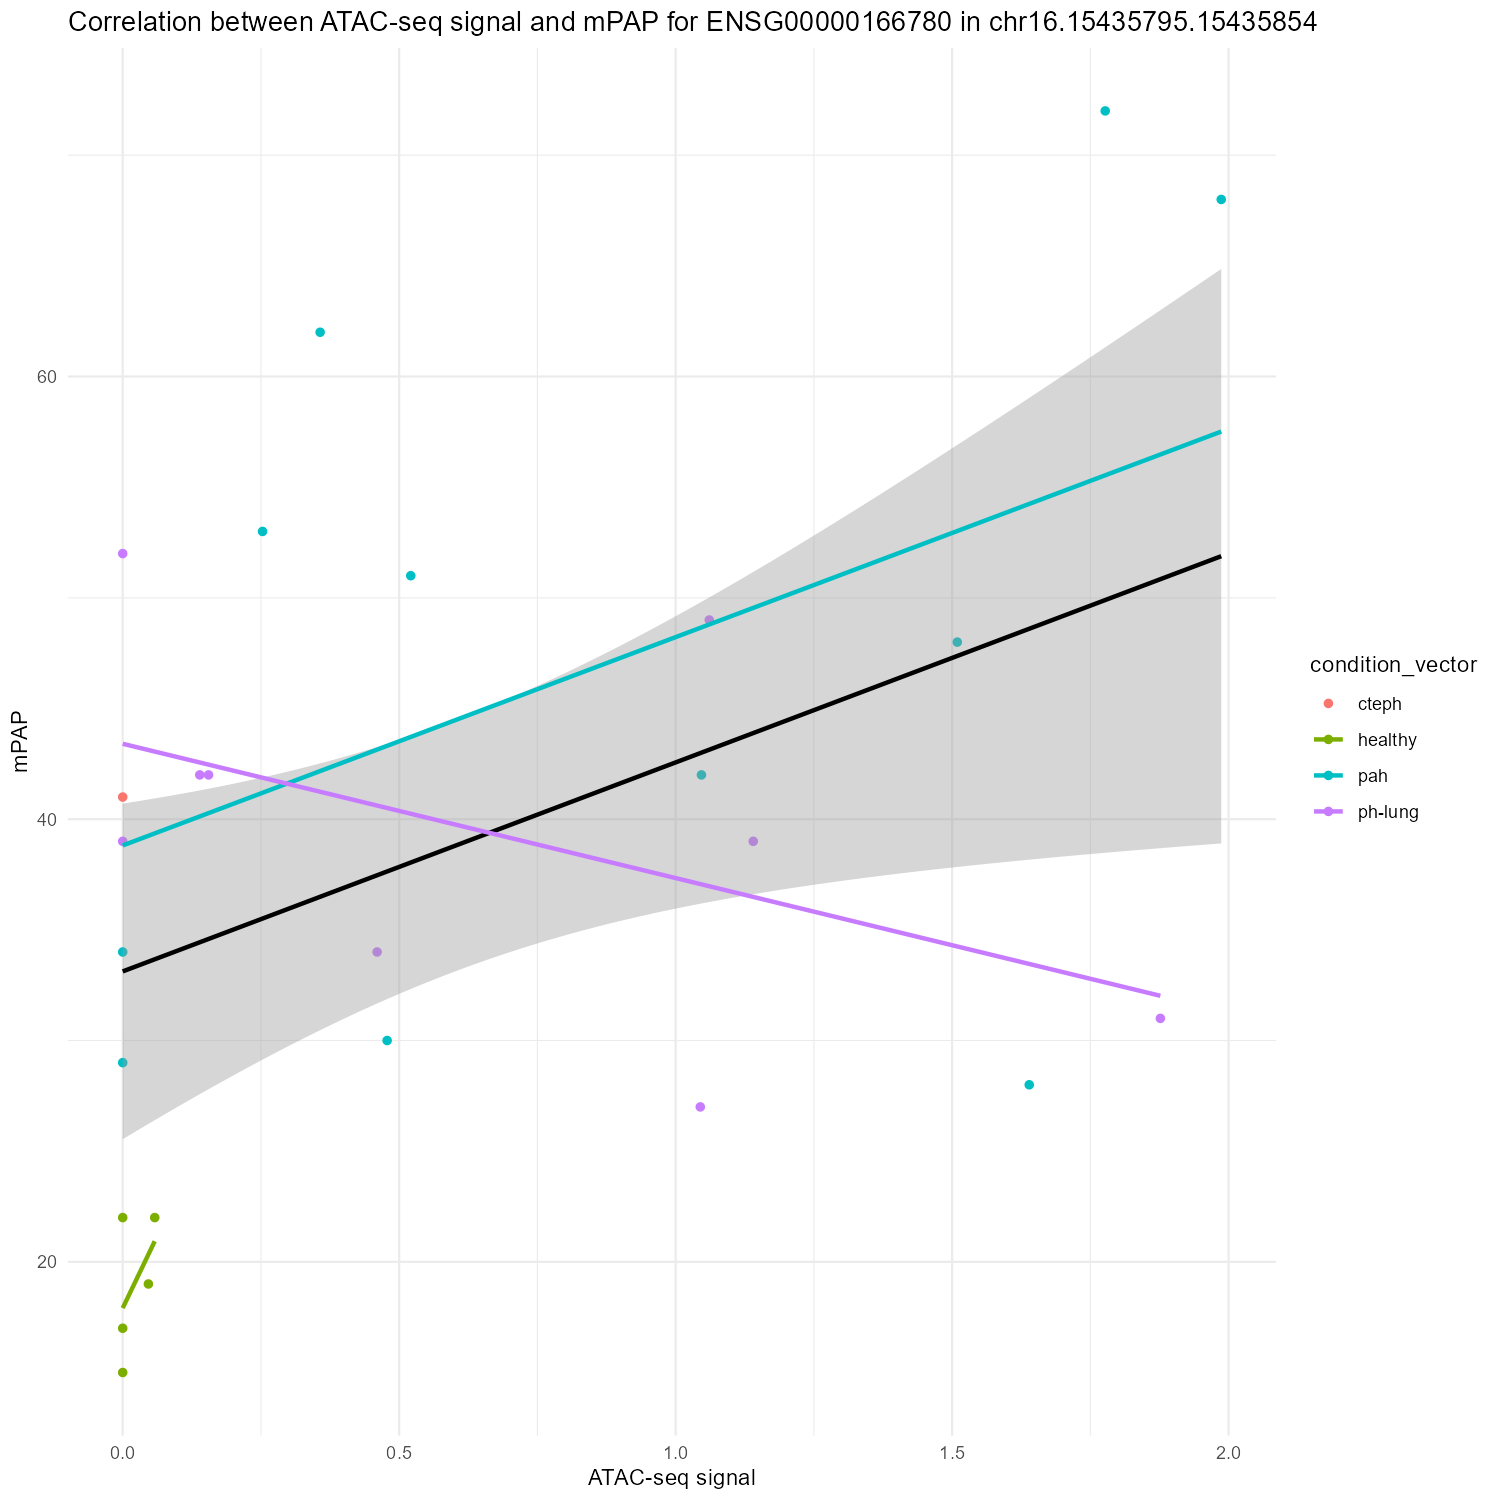 Correlation between ATAC-seq signal and mPAP for ENSG00000166780 in chr16.15435795.15435854
60
40
20
mPAP
0.0 0.5 1.0 1.5 2.0
ATAC-seq signal
condition_vector
cteph
healthy
pah
ph-lung